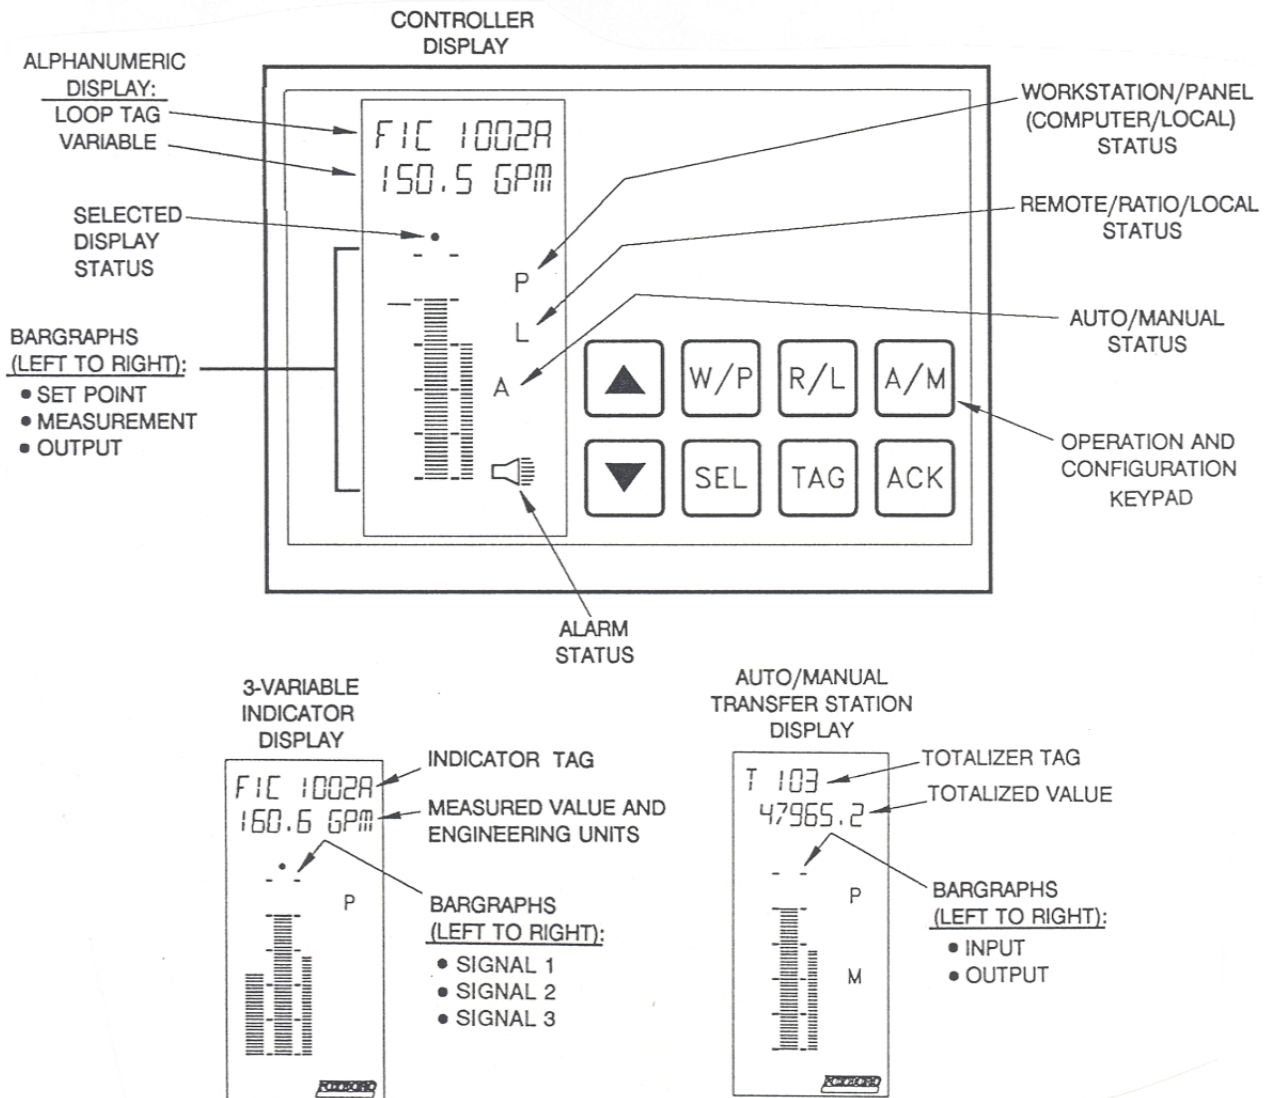 CONTROLLER
DISPLAY
ALPHANUMERIC
DISPLAY:
LOOP TAG
VARIABLE
SELECTED
DISPLAY
STATUS
BARGRAPHS
(LEFT TO RIGHT):
• SET POINT
• MEASUREMENT
• OUTPUT
FIC 1002A
150.5 GPM
P
L
A
WORKSTATION/PANEL
(COMPUTER/LOCAL)
STATUS
REMOTE/RATIO/LOCAL
STATUS
AUTO/MANUAL
STATUS
▲ W/P R/L A/M
▼ SEL TAG ACK
OPERATION AND
CONFIGURATION
KEYPAD
ALARM
STATUS
3-VARIABLE
INDICATOR
DISPLAY
FIC 1002A
160.6 GPM
P
INDICATOR TAG
MEASURED VALUE AND
ENGINEERING UNITS
BARGRAPHS
(LEFT TO RIGHT):
• SIGNAL 1
• SIGNAL 2
• SIGNAL 3
FOXBORO
AUTO/MANUAL
TRANSFER STATION
DISPLAY
T 103
47965.2
P
M
TOTALIZER TAG
TOTALIZED VALUE
BARGRAPHS
(LEFT TO RIGHT):
• INPUT
• OUTPUT
FOXBORO